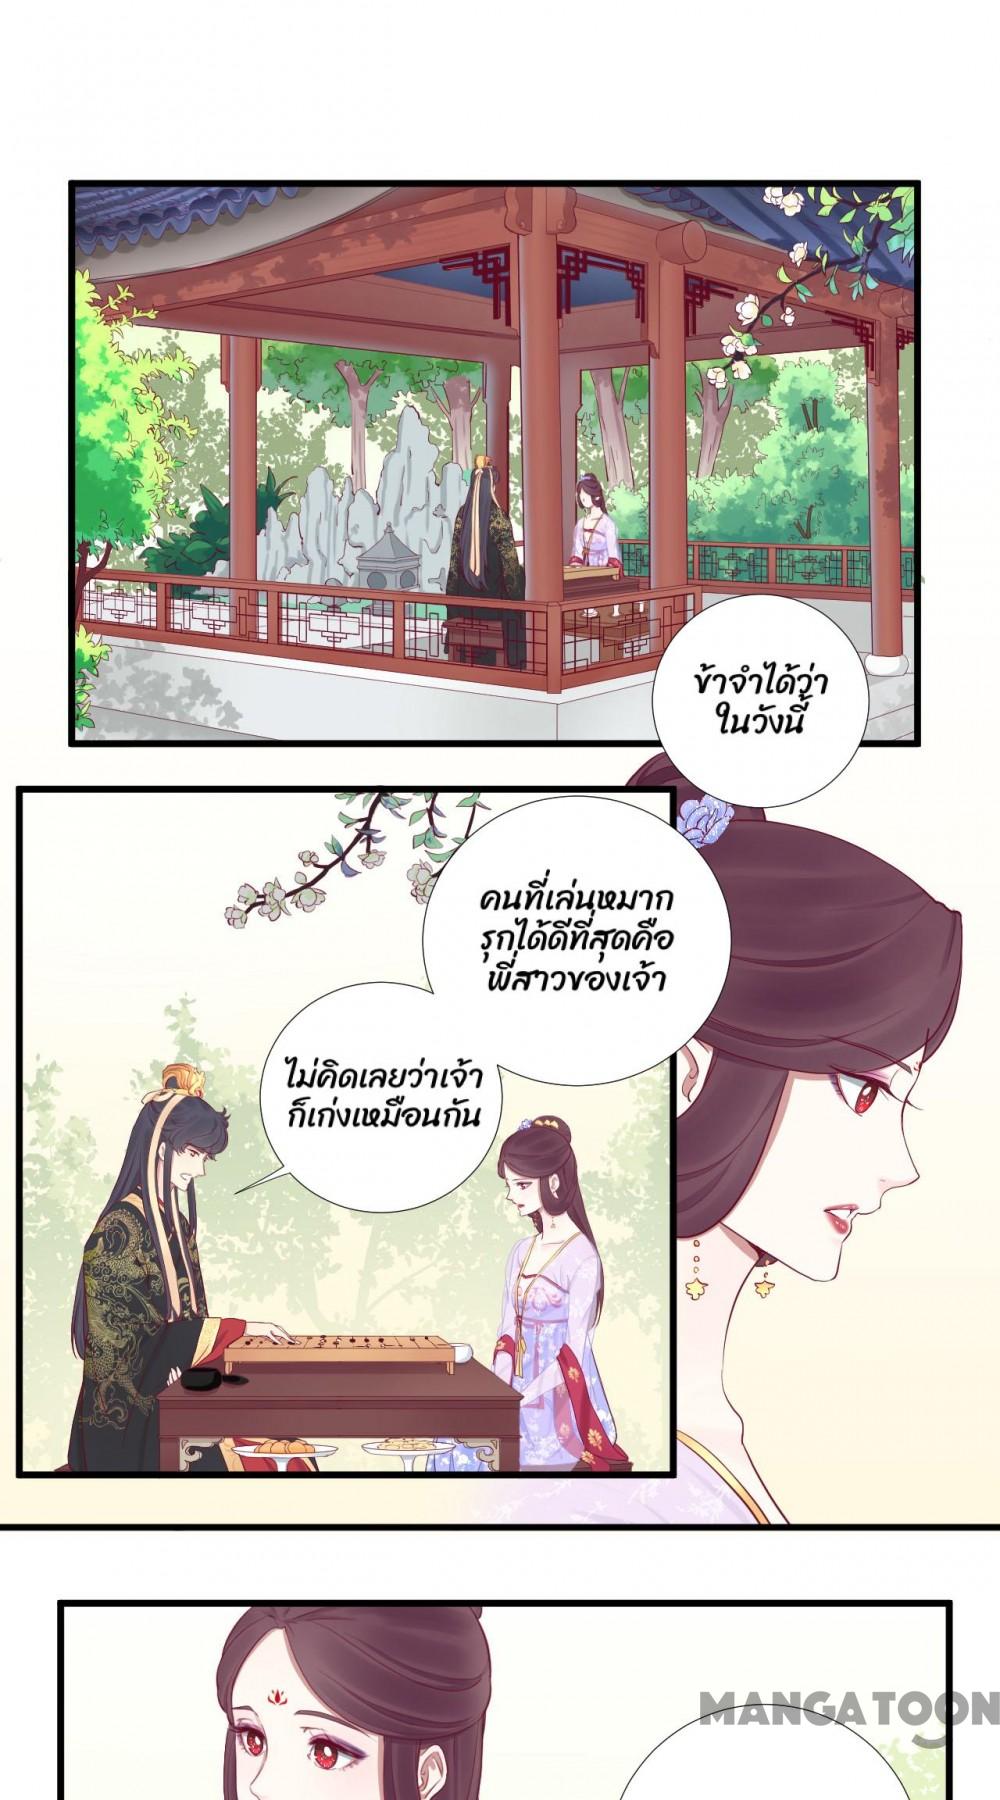 ข้าจำได้ว่า
ในวังนี้
คนที่เล่นหมาก
รุกได้ดีที่สุดคือ
พี่สาวของเจ้า
ไม่คิดเลยว่าเจ้า
ก็เก่งเหมือนกัน
MANGATOON